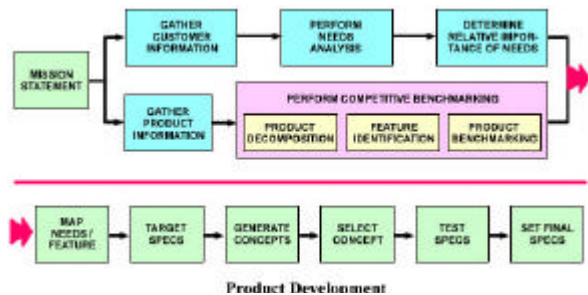 GATHER
CUSTOMER
INFORMATION
PERFORM
NEEDS
ANALYSIS
DETERMINE
RELATIVE IMPOR-
TANCE OF NEEDS
MISSION
STATEMENT
GATHER
PRODUCT
INFORMATION
PERFORM COMPETITIVE BENCHMARKING
PRODUCT
DECOMPOSITION
FEATURE
IDENTIFICATION
PRODUCT
BENCHMARKING
MAP
NEEDS /
FEATURE
TARGET
SPECS
GENERATE
CONCEPTS
SELECT
CONCEPT
TEST
SPECS
SET FINAL
SPECS
Product Development